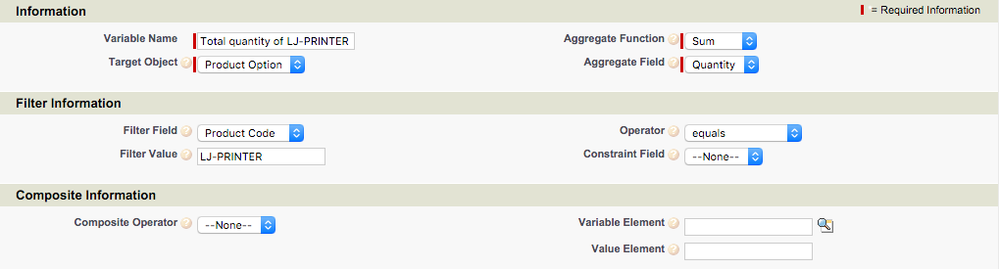 Information
= Required Information
Variable Name Total quantity of LJ-PRINTER Aggregate Function ? Sum
Target Object ? Product Option Aggregate Field ? Quantity
Filter Information
Filter Field ? Product Code Operator ? equals
Filter Value ? LJ-PRINTER Constraint Field ? --None--
Composite Information
Composite Operator ? --None-- Variable Element ?
Value Element ?